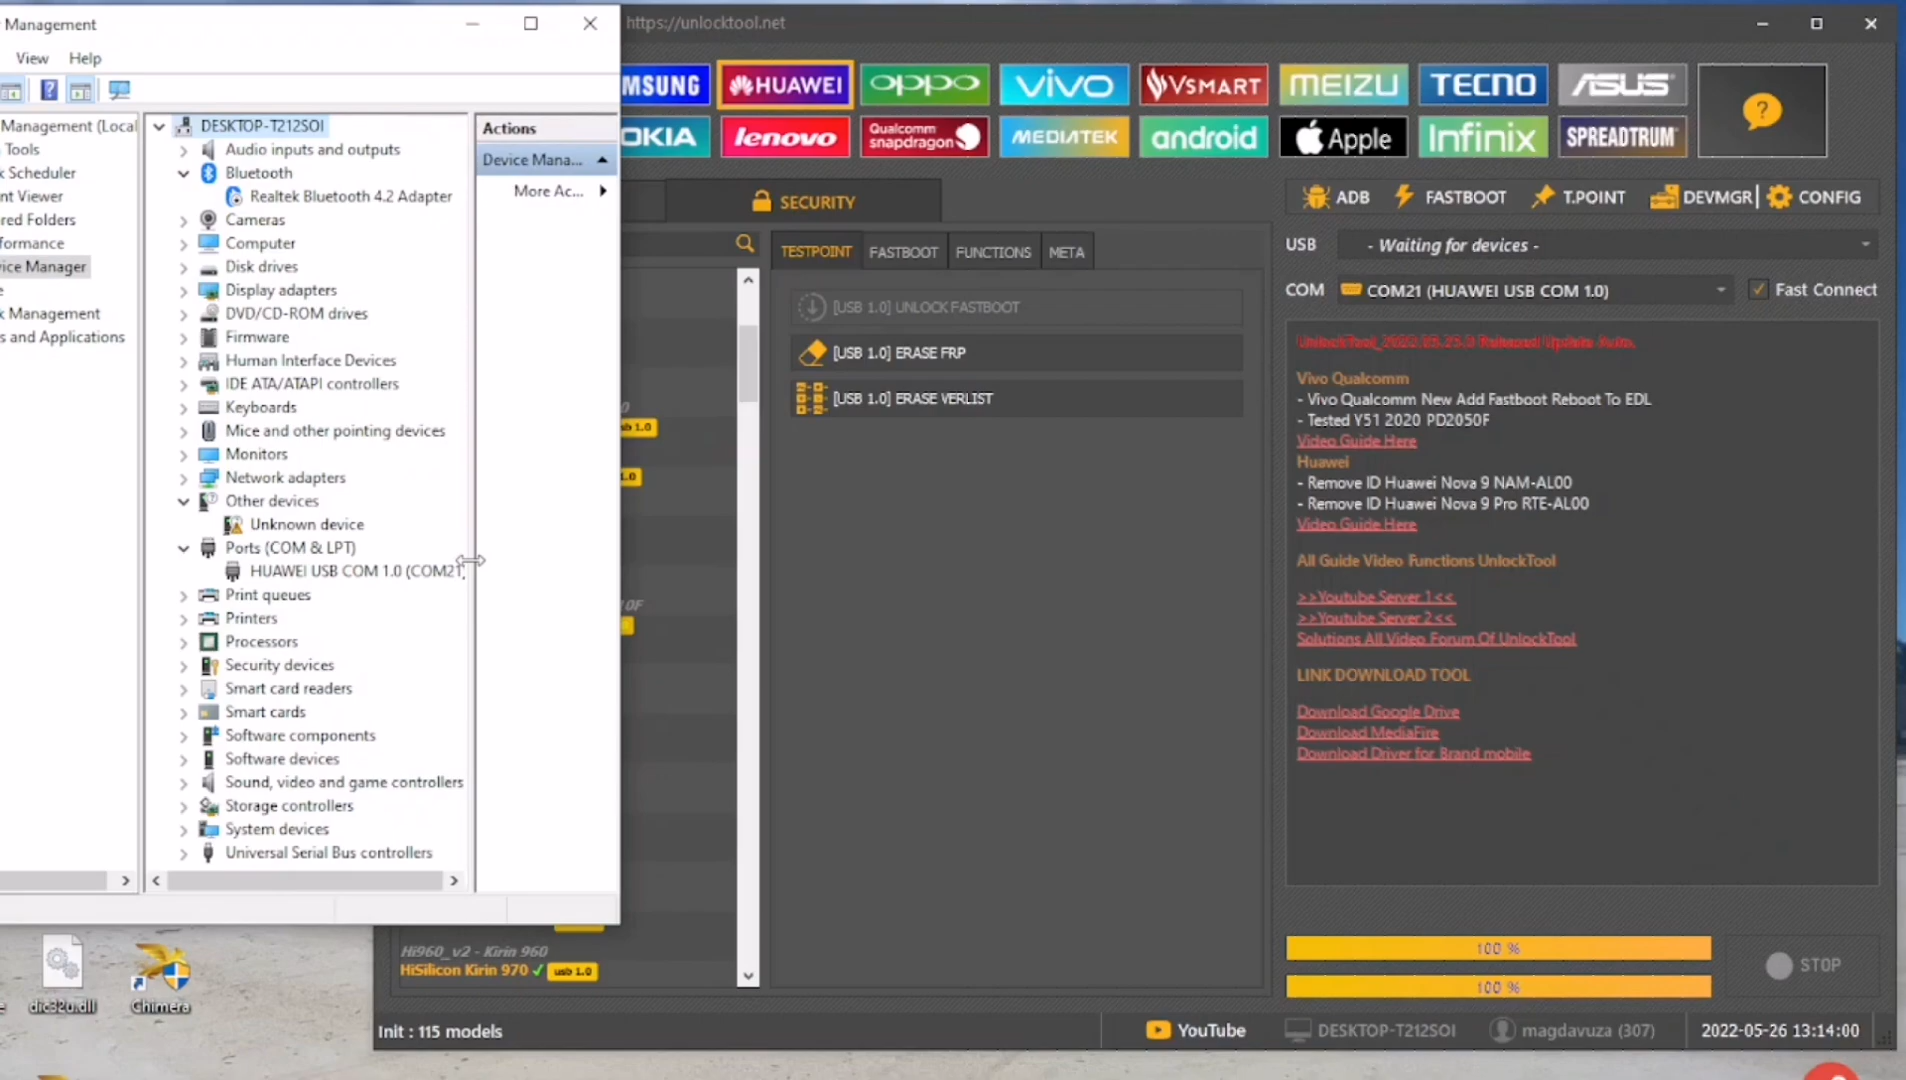 Management
https://unlocktool.net
View Help
MSUNG
HUAWEI
oppo
vivo
VSMART
MEIZU
TECNO
ASUS
?
OKIA
lenovo
Qualcomm
snapdragon
MEDIATEK
android
Apple
Infinix
SPREADTRUM
Management (Local
Tools
k Scheduler
nt Viewer
red Folders
formance
ice Manager
k Management
s and Applications
DESKTOP-T212SOI
Audio inputs and outputs
Bluetooth
Realtek Bluetooth 4.2 Adapter
Cameras
Computer
Disk drives
Display adapters
DVD/CD-ROM drives
Firmware
Human Interface Devices
IDE ATA/ATAPI controllers
Keyboards
Mice and other pointing devices
Monitors
Network adapters
Other devices
Unknown device
Ports (COM & LPT)
HUAWEI USB COM 1.0 (COM21)
Print queues
Printers
Processors
Security devices
Smart card readers
Smart cards
Software components
Software devices
Sound, video and game controllers
Storage controllers
System devices
Universal Serial Bus controllers
Actions
Device Mana...
More Ac...
SECURITY
TESTPOINT FASTBOOT FUNCTIONS META
[USB 1.0] UNLOCK FASTBOOT
[USB 1.0] ERASE FRP
[USB 1.0] ERASE VERLIST
ADB FASTBOOT T.POINT DEVMGR CONFIG
USB - Waiting for devices -
COM COM21 (HUAWEI USB COM 1.0) Fast Connect
Vivo Qualcomm
- Vivo Qualcomm New Add Fastboot Reboot To EDL
- Tested Y51 2020 PD2050F
Video Guide Here
Huawei
- Remove ID Huawei Nova 9 NAM-AL00
- Remove ID Huawei Nova 9 Pro RTE-AL00
Video Guide Here
All Guide Video Functions UnlockTool
>>Youtube Server 1<<
>>Youtube Server 2<<
Solutions All Video Forum Of UnlockTool
LINK DOWNLOAD TOOL
Download Google Drive
Download MediaFire
Download Driver for Brand mobile
Hi960_v2 - Kirin 960
HiSilicon Kirin 970 usb 1.0
100 %
100 %
STOP
Chimera
Init : 115 models
YouTube
DESKTOP-T212SOI
magdavuza (307)
2022-05-26 13:14:00